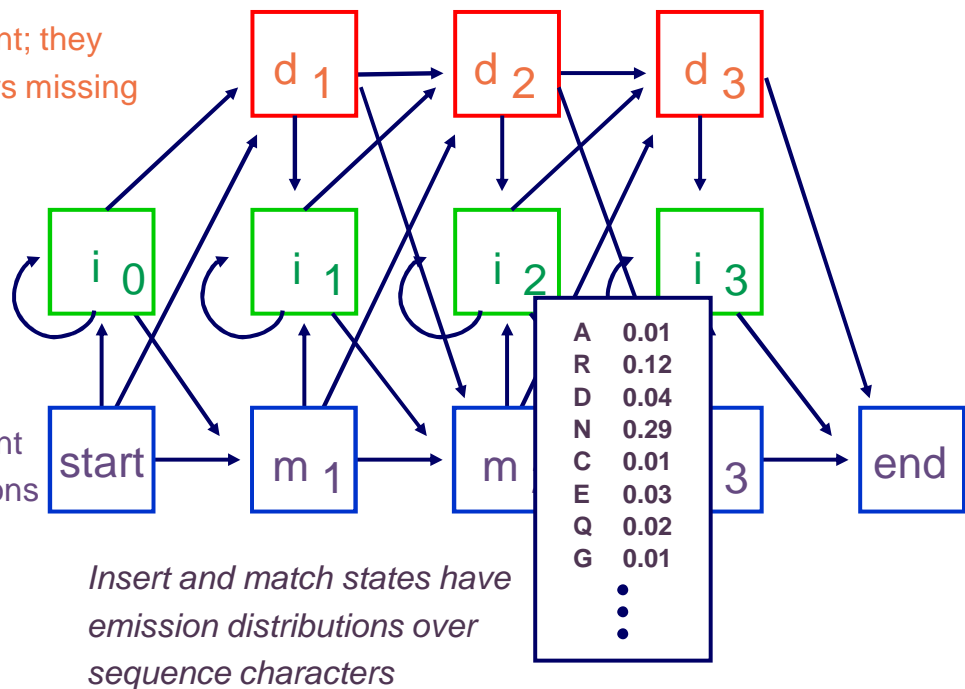 nt; they
s missing
d 1
d 2
d 3
i 0
i 1
i 2
i 3
A 0.01
R 0.12
D 0.04
N 0.29
C 0.01
E 0.03
Q 0.02
G 0.01
nt
ons
start
m 1
m
3
end
Insert and match states have
emission distributions over
sequence characters